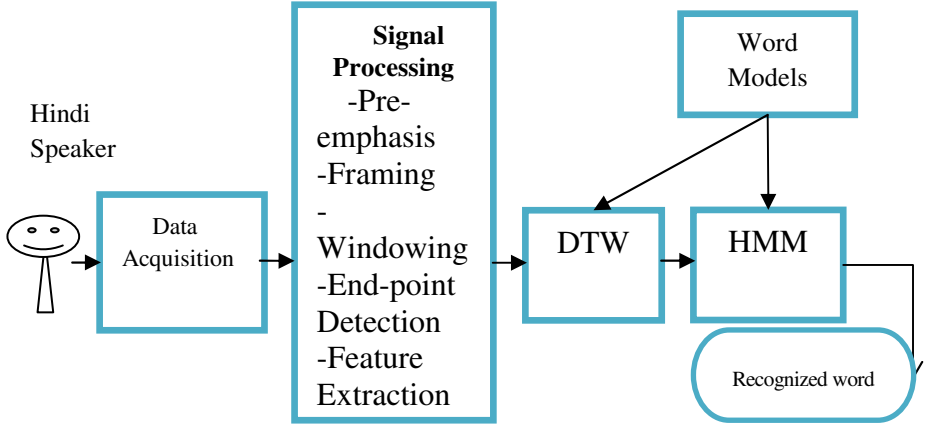 Hindi
Speaker
Data
Acquisition
Signal
Processing
-Pre-
emphasis
-Framing
-
Windowing
-End-point
Detection
-Feature
Extraction
Word
Models
DTW
HMM
Recognized word